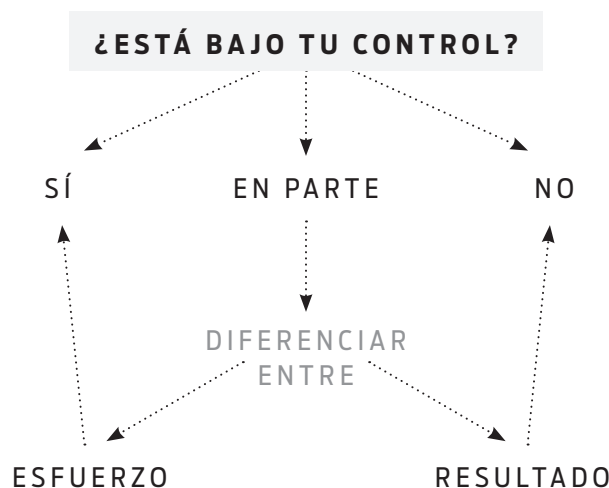 ¿ESTÁ BAJO TU CONTROL?
SÍ
EN PARTE
NO
DIFERENCIAR
ENTRE
ESFUERZO
RESULTADO